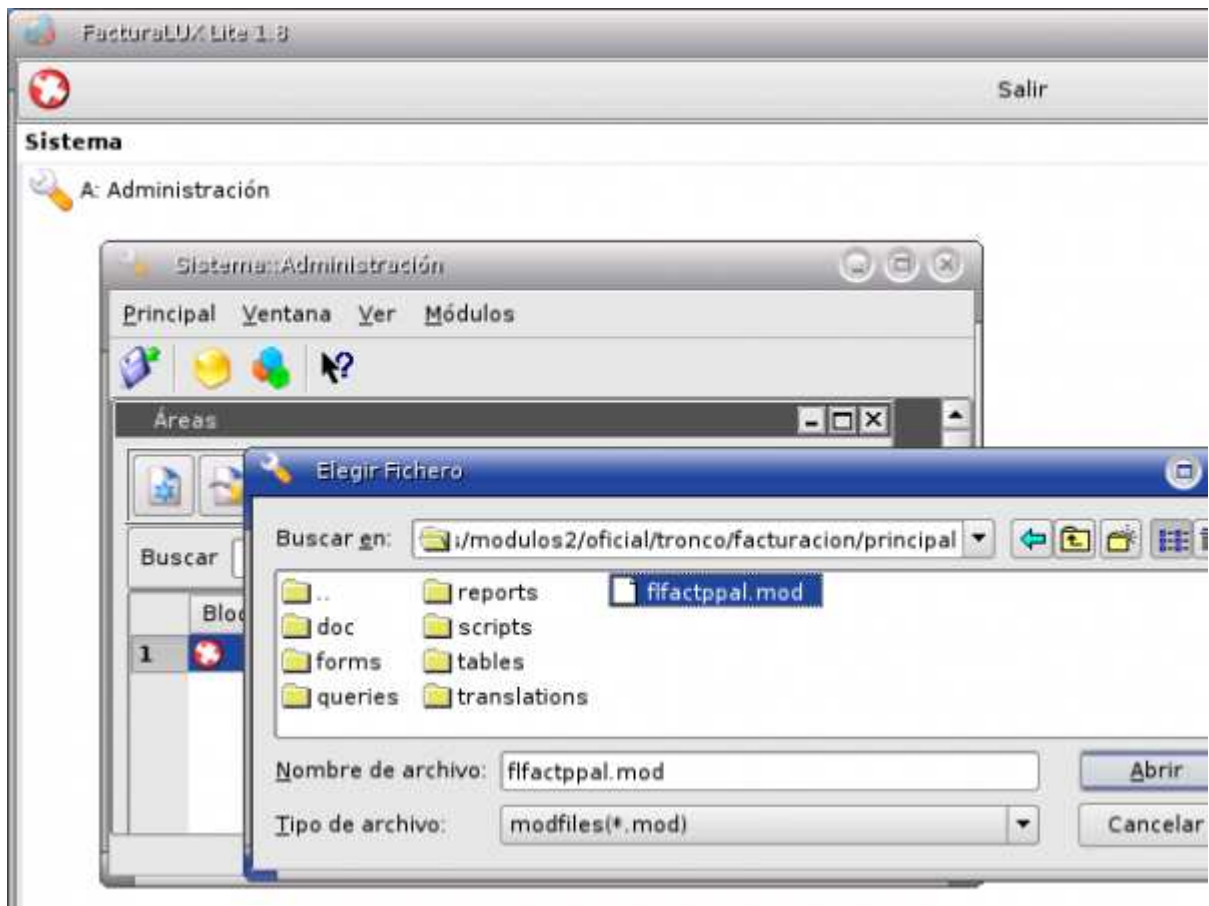 FacturaLUX Lite 1.8
Salir
Sistema
A: Administración
Sistema::Administración
Principal Ventana Ver Módulos
Áreas
Elegir Fichero
Buscar en: :/modulos2/oficial/tronco/facturacion/principal
Buscar
.. reports flfactppal.mod
doc scripts
Bloq
forms tables
1
queries translations
Nombre de archivo: flfactppal.mod Abrir
Tipo de archivo: modfiles(*.mod) Cancelar